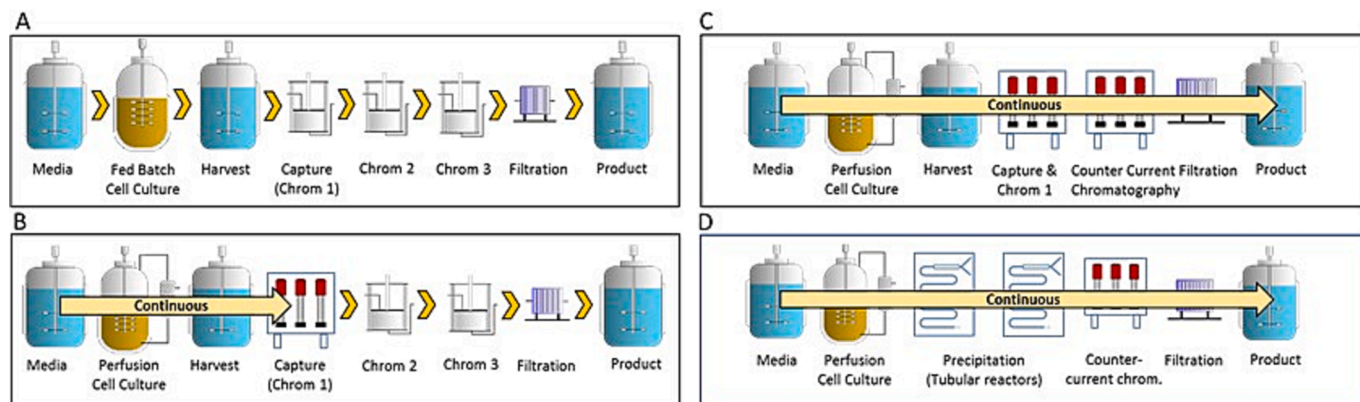 A
Media
Fed Batch
Cell Culture
Harvest
Capture
(Chrom 1)
Chrom 2
Chrom 3
Filtration
Product
B
Continuous
Media
Perfusion
Cell Culture
Harvest
Capture
(Chrom 1)
Chrom 2
Chrom 3
Filtration
Product
C
Continuous
Media
Perfusion
Cell Culture
Harvest
Capture &
Chrom 1
Counter Current
Chromatography
Filtration
Product
D
Continuous
Media
Perfusion
Cell Culture
Precipitation
(Tubular reactors)
Counter-
current chrom.
Filtration
Product